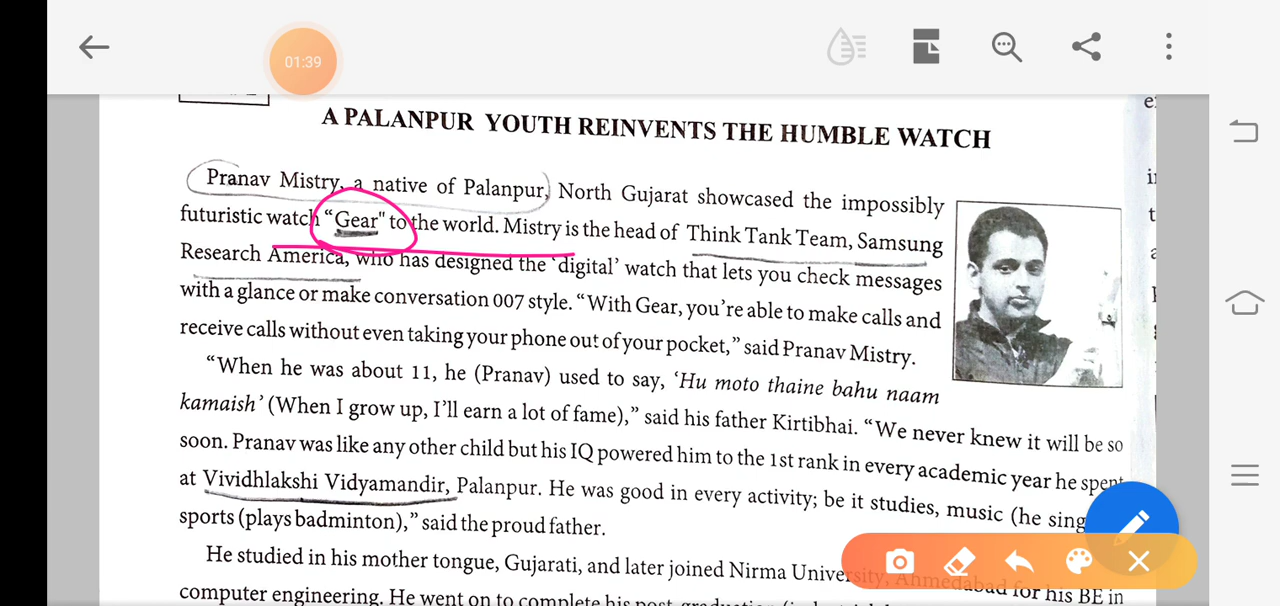 01:39
A PALANPUR YOUTH REINVENTS THE HUMBLE WATCH
Pranav Mistry, a native of Palanpur, North Gujarat showcased the impossibly
futuristic watch “Gear" to the world. Mistry is the head of Think Tank Team, Samsung
Research America, who has designed the ‘digital’ watch that lets you check messages
with a glance or make conversation 007 style. “With Gear, you’re able to make calls and
receive calls without even taking your phone out of your pocket,” said Pranav Mistry.
“When he was about 11, he (Pranav) used to say, ‘Hu moto thaine bahu naam
kamaish’ (When I grow up, I’ll earn a lot of fame),” said his father Kirtibhai. “We never knew it will be so
soon. Pranav was like any other child but his IQ powered him to the 1st rank in every academic year he spent
at Vividhlakshi Vidyamandir, Palanpur. He was good in every activity; be it studies, music (he sing
sports (plays badminton),” said the proud father.
He studied in his mother tongue, Gujarati, and later joined Nirma University, Ahmedabad for his BE in
computer engineering. He went on to complete his